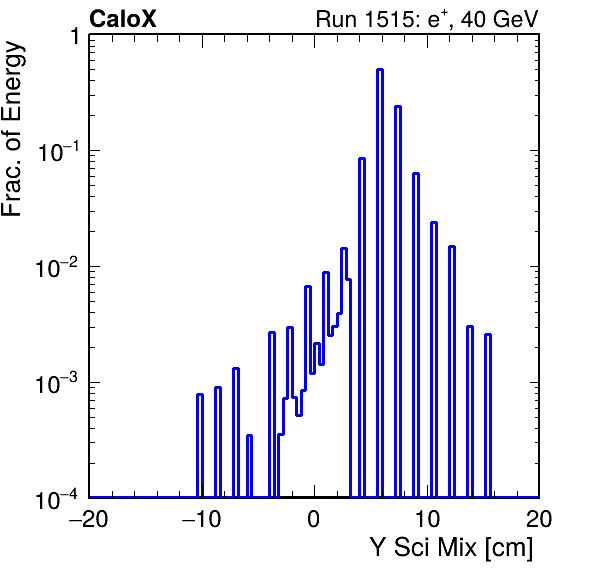 CaloX Run 1515: e⁺, 40 GeV
Frac. of Energy
1
10⁻¹
10⁻²
10⁻³
10⁻⁴
−20 −10 0 10 20
Y Sci Mix [cm]